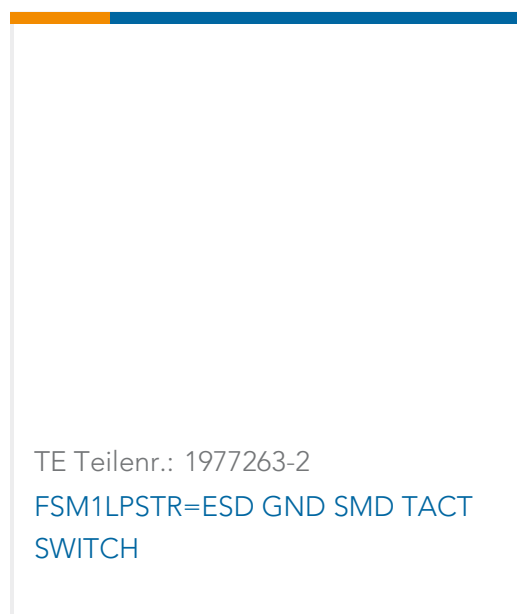 TE Teilenr.: 1977263-2
FSM1LPSTR=ESD GND SMD TACT
SWITCH